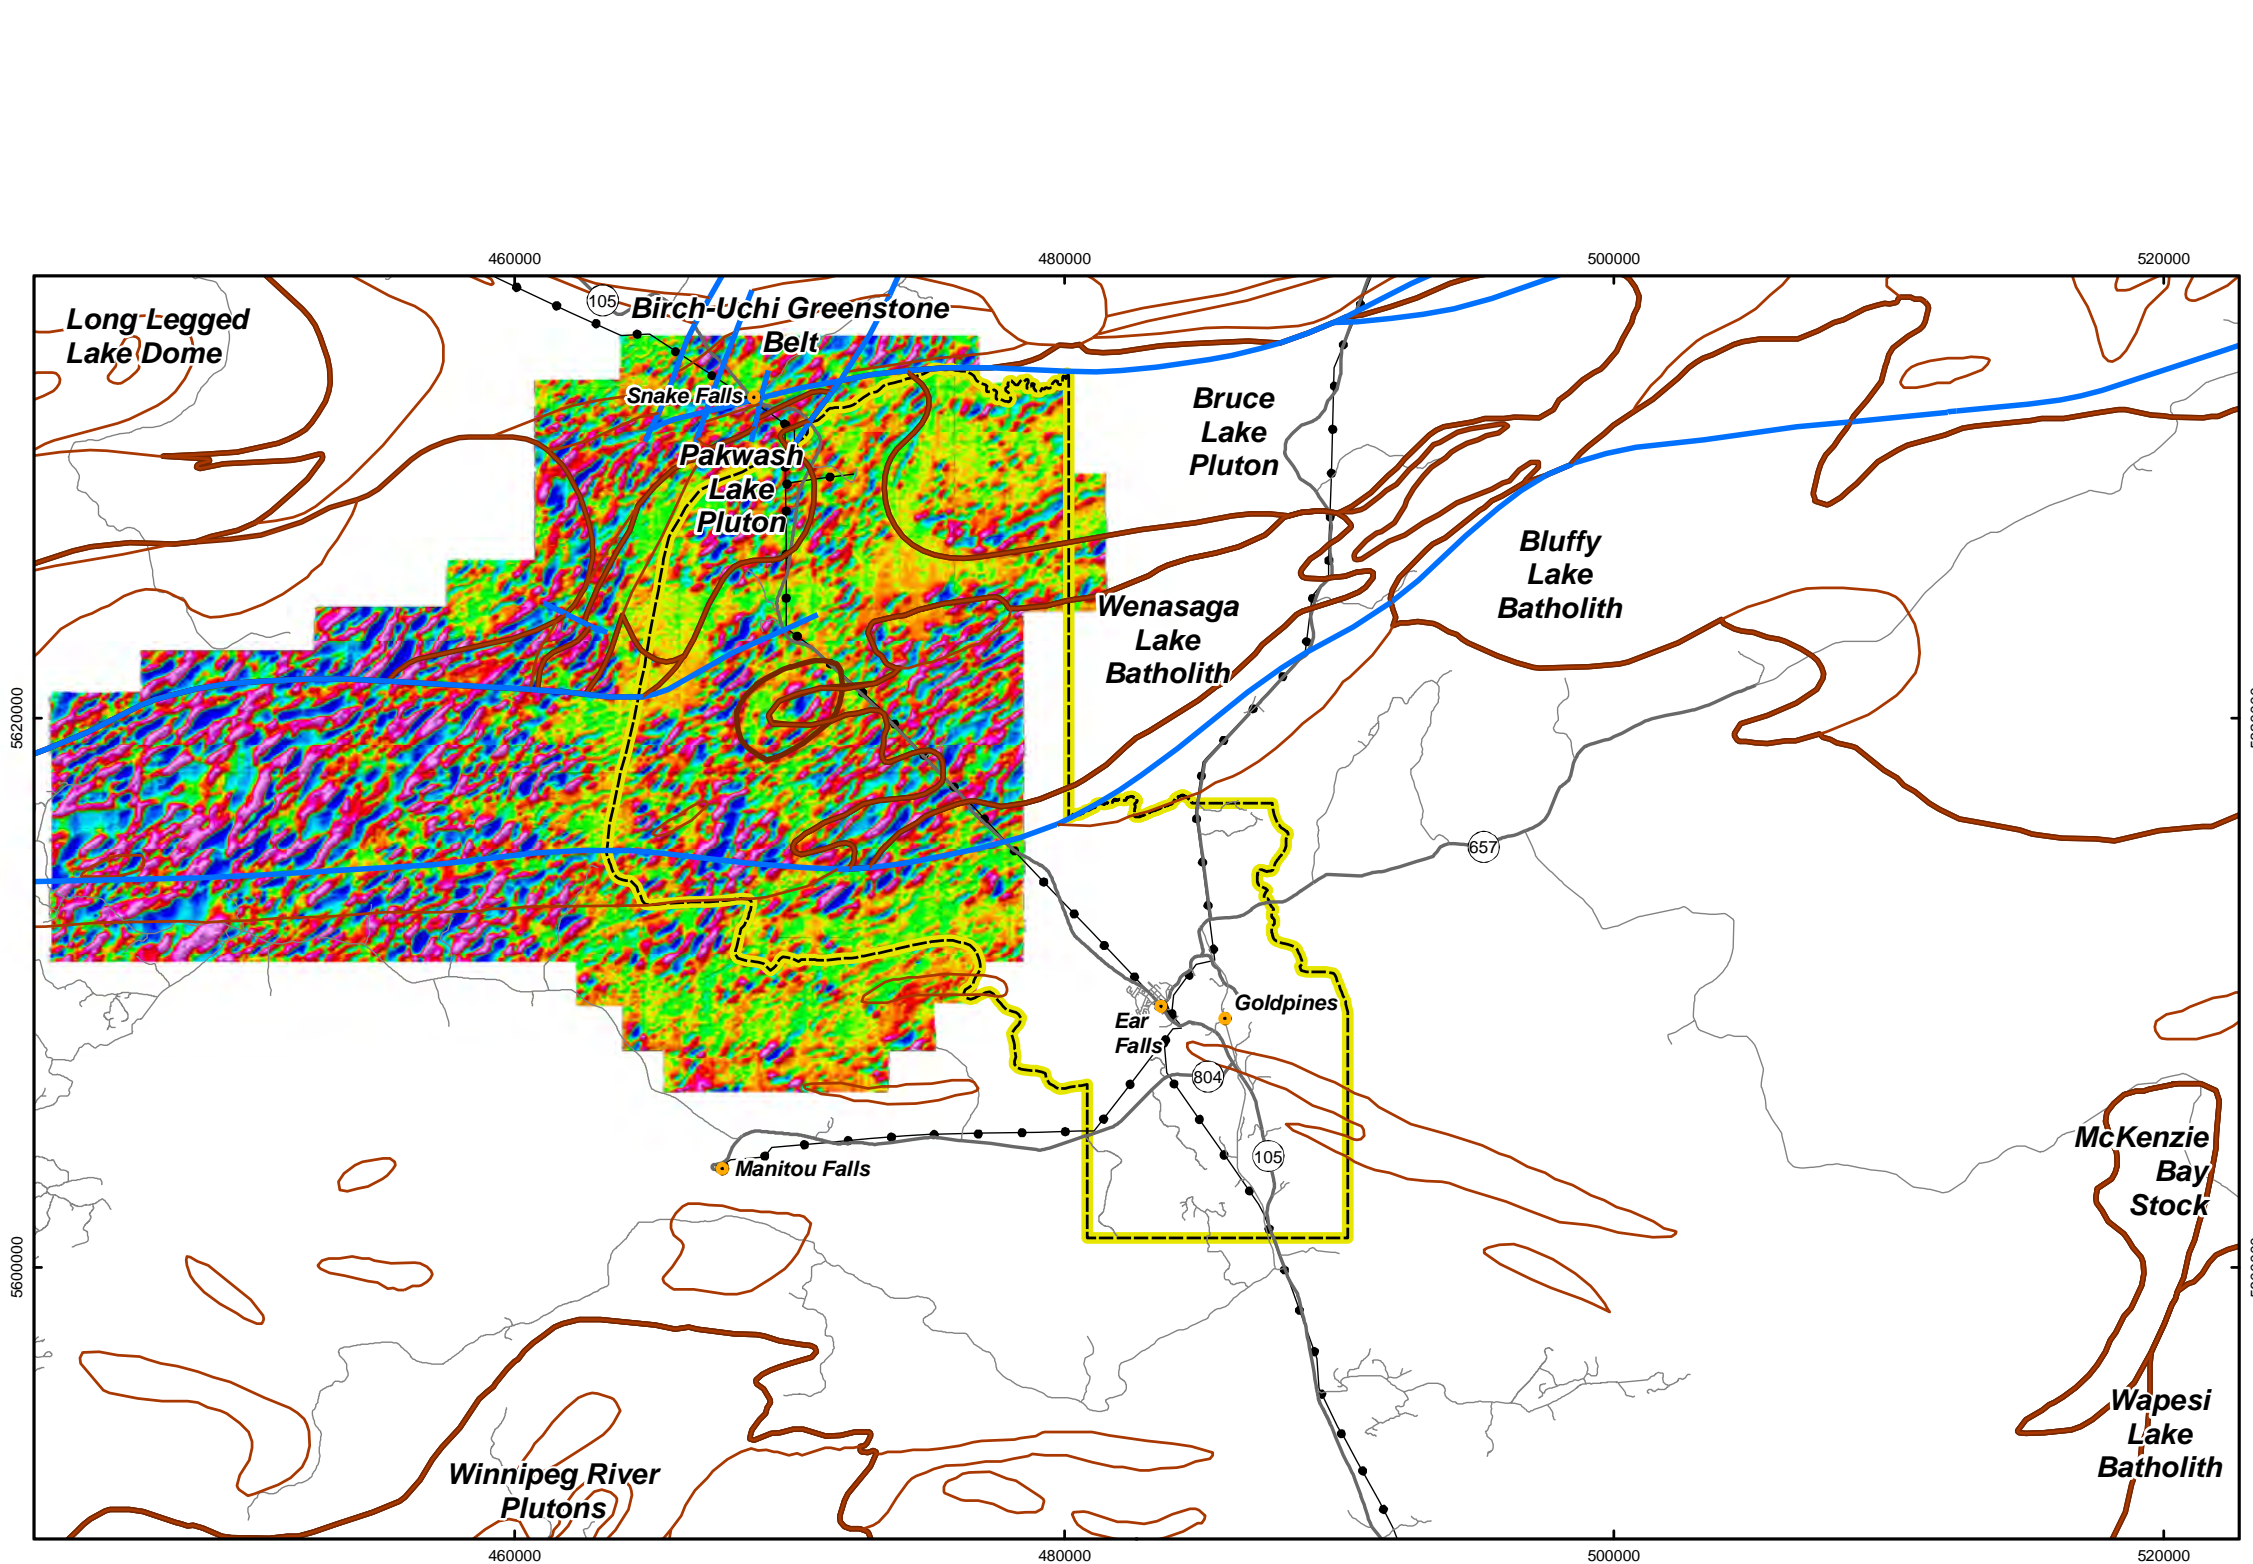 460000
480000
500000
520000
105
Long Legged
Lake Dome
Birch-Uchi Greenstone
Belt
Snake Falls
Bruce
Lake
Pluton
Pakwash
Lake
Pluton
Bluffy
Lake
Batholith
Wenasaga
Lake
Batholith
5620000
657
Goldpines
Ear
Falls
804
105
Manitou Falls
McKenzie
Bay
Stock
5600000
Wapesi
Lake
Batholith
Winnipeg River
Plutons
460000
480000
500000
520000